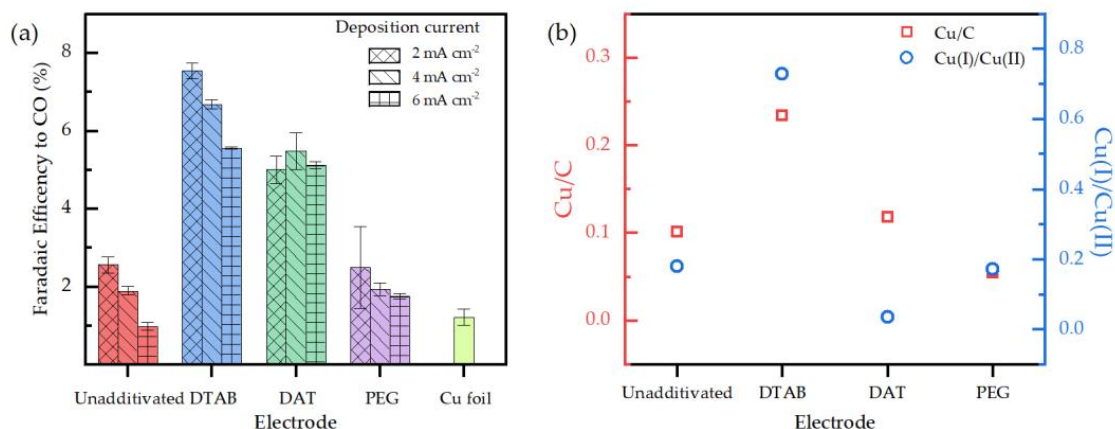 (a)
Deposition current
2 mA cm-2
4 mA cm-2
6 mA cm-2
Faradaic Efficency to CO (%)
8
6
4
2
Unadditivated DTAB DAT PEG Cu foil
Electrode
(b)
Cu/C
Cu(I)/Cu(II)
Cu/C
0.3
0.2
0.1
0.0
Cu(I)/Cu(II)
0.8
0.6
0.4
0.2
0.0
Unadditivated DTAB DAT PEG
Electrode